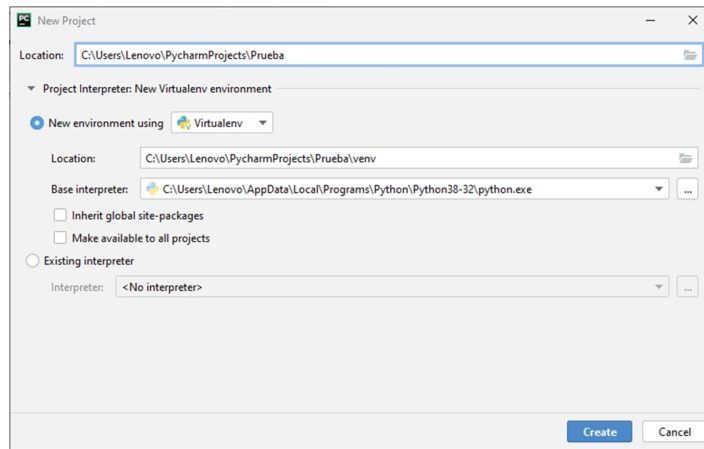 PC New Project
Location: C:\Users\Lenovo\PycharmProjects\Prueba
Project Interpreter: New Virtualenv environment
New environment using Virtualenv
Location: C:\Users\Lenovo\PycharmProjects\Prueba\venv
Base interpreter: C:\Users\Lenovo\AppData\Local\Programs\Python\Python38-32\python.exe ...
Inherit global site-packages
Make available to all projects
Existing interpreter
Interpreter: <No interpreter> ...
Create Cancel